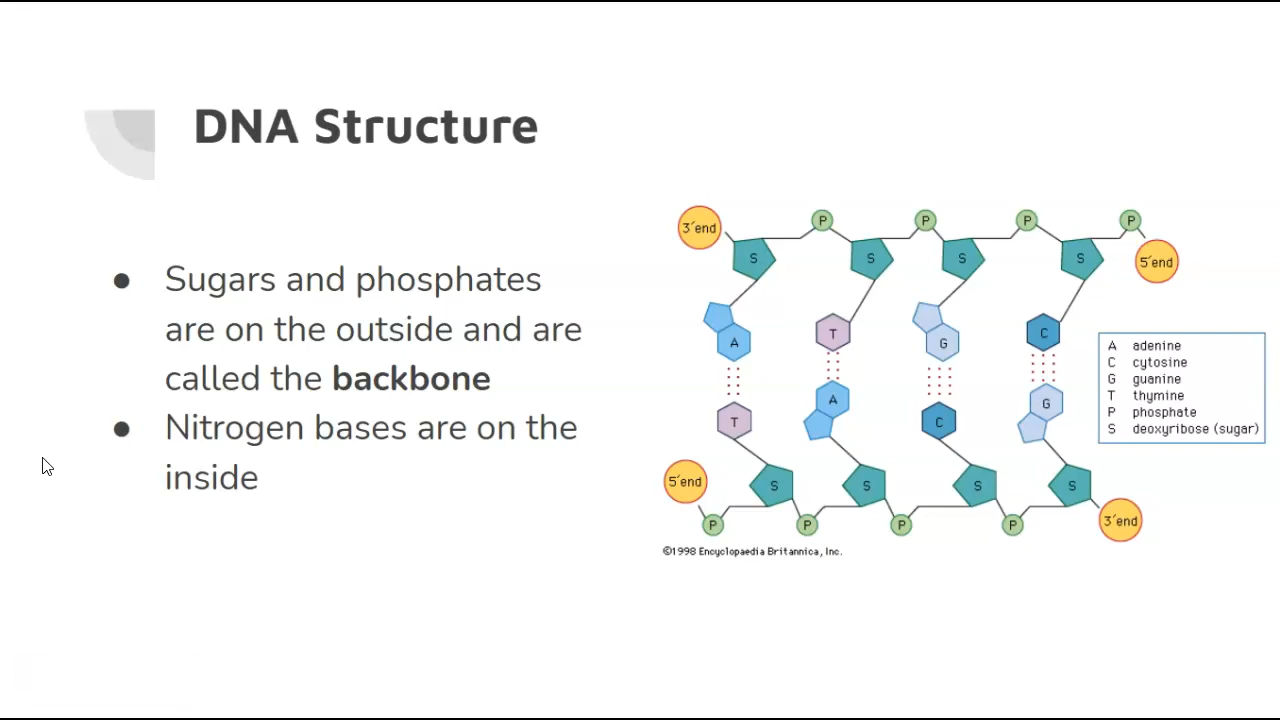 DNA Structure
● Sugars and phosphates
are on the outside and are
called the backbone
● Nitrogen bases are on the
inside
3′end P P P P
S S S S 5′end
A T G C
T A C G
5′end S S S S
P P P P 3′end
A adenine
C cytosine
G guanine
T thymine
P phosphate
S deoxyribose (sugar)
©1998 Encyclopaedia Britannica, Inc.